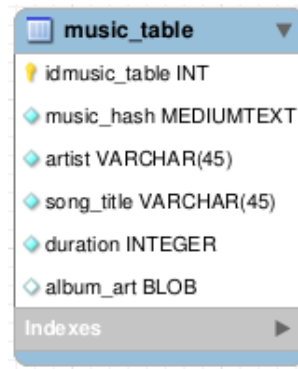 music_table
idmusic_table INT
music_hash MEDIUMTEXT
artist VARCHAR(45)
song_title VARCHAR(45)
duration INTEGER
album_art BLOB
Indexes